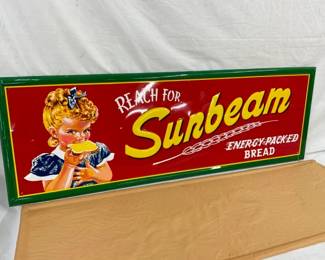 REACH FOR
Sunbeam
ENERGY-PACKED
BREAD